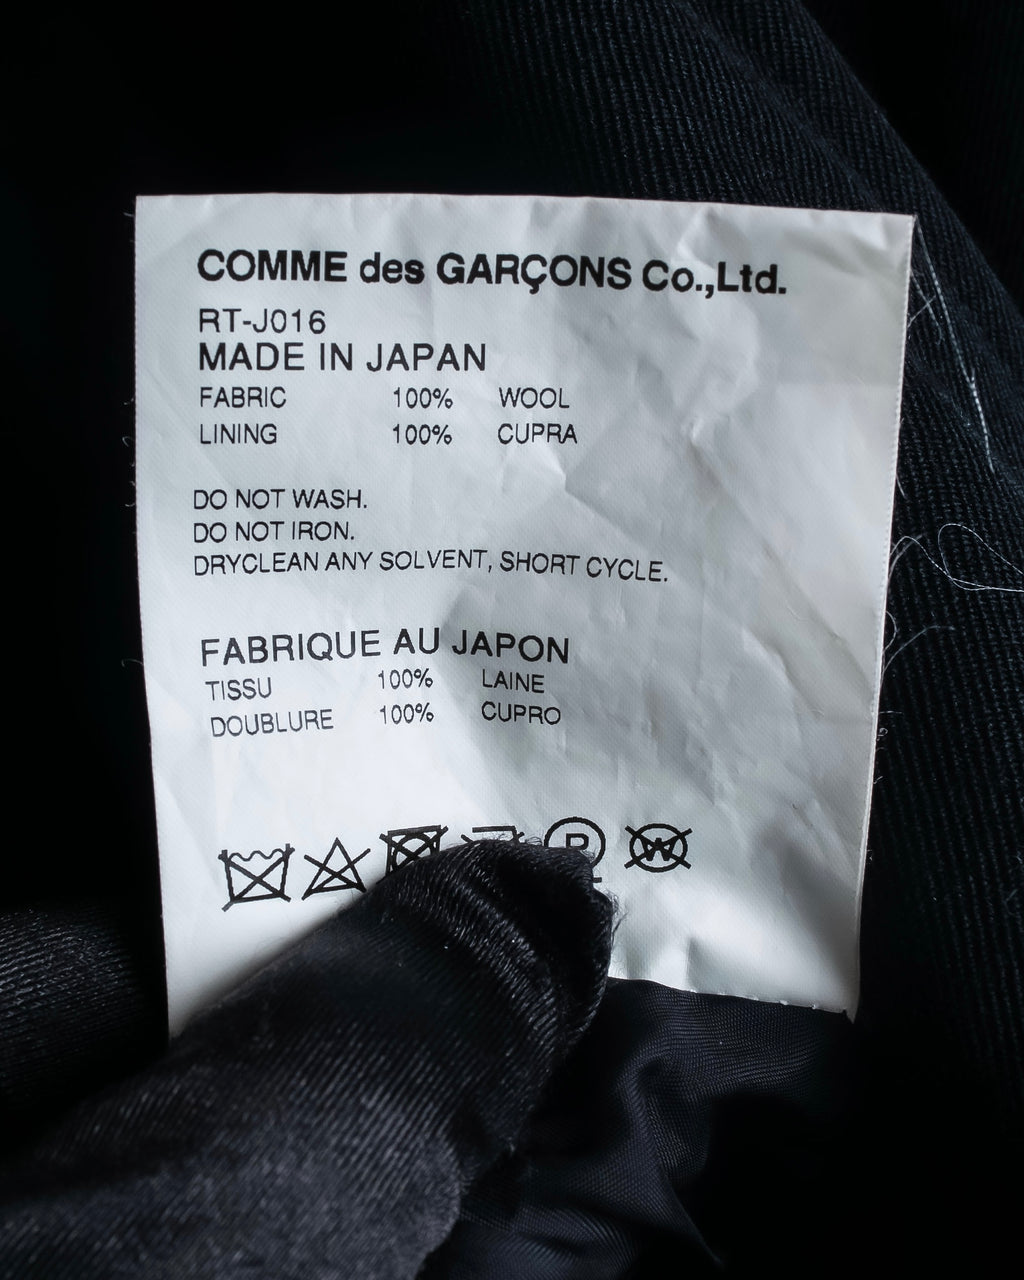 COMME des GARÇONS Co.,Ltd.
RT-J016
MADE IN JAPAN
FABRIC 100% WOOL
LINING 100% CUPRA
DO NOT WASH.
DO NOT IRON.
DRYCLEAN ANY SOLVENT, SHORT CYCLE.
FABRIQUE AU JAPON
TISSU 100% LAINE
DOUBLURE 100% CUPRO
P W